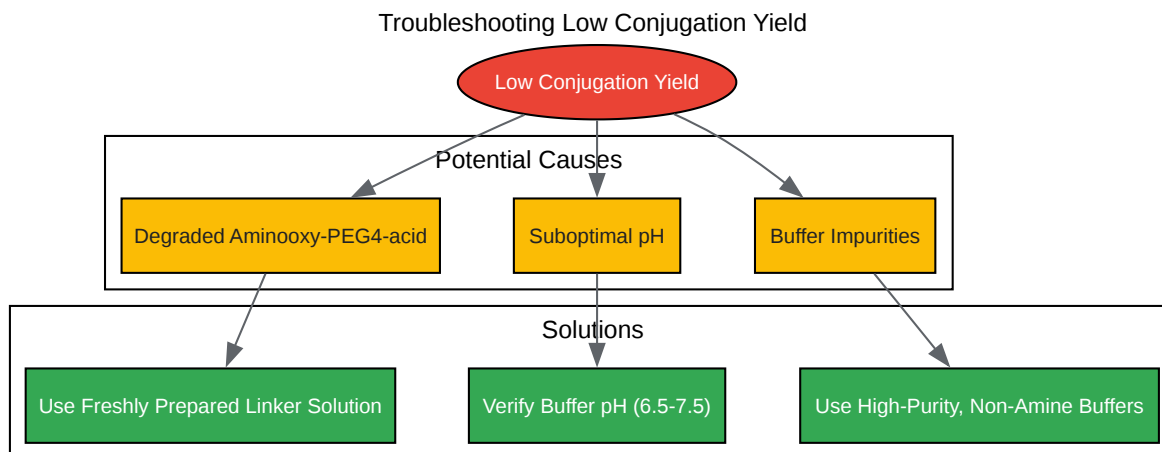 Troubleshooting Low Conjugation Yield
Low Conjugation Yield
Potential Causes
Degraded Aminooxy-PEG4-acid
Suboptimal pH
Buffer Impurities
Solutions
Use Freshly Prepared Linker Solution
Verify Buffer pH (6.5-7.5)
Use High-Purity, Non-Amine Buffers